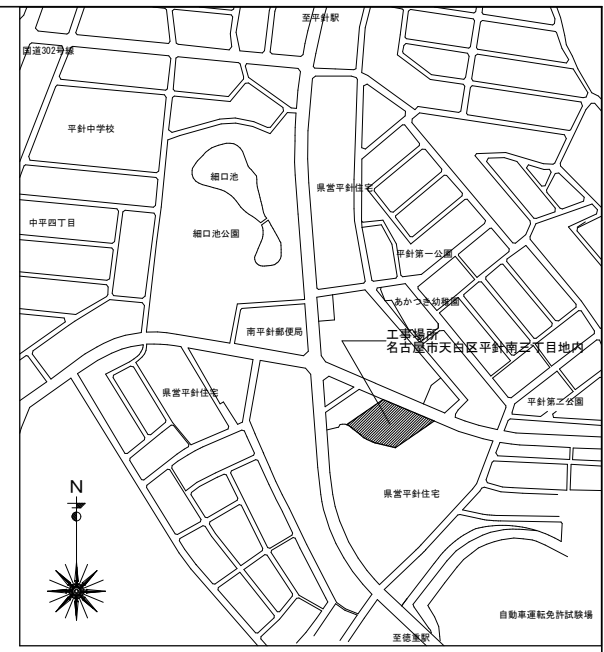 至平針駅
国道302号線
平針中学校
細口池
県営平針住宅
中平四丁目
細口池公園
平針第一公園
あかつき幼稚園
南平針郵便局
工事場所
名古屋市天白区平針南三丁目地内
県営平針住宅
平針第二公園
県営平針住宅
N
自動車運転免許試験場
至徳重駅